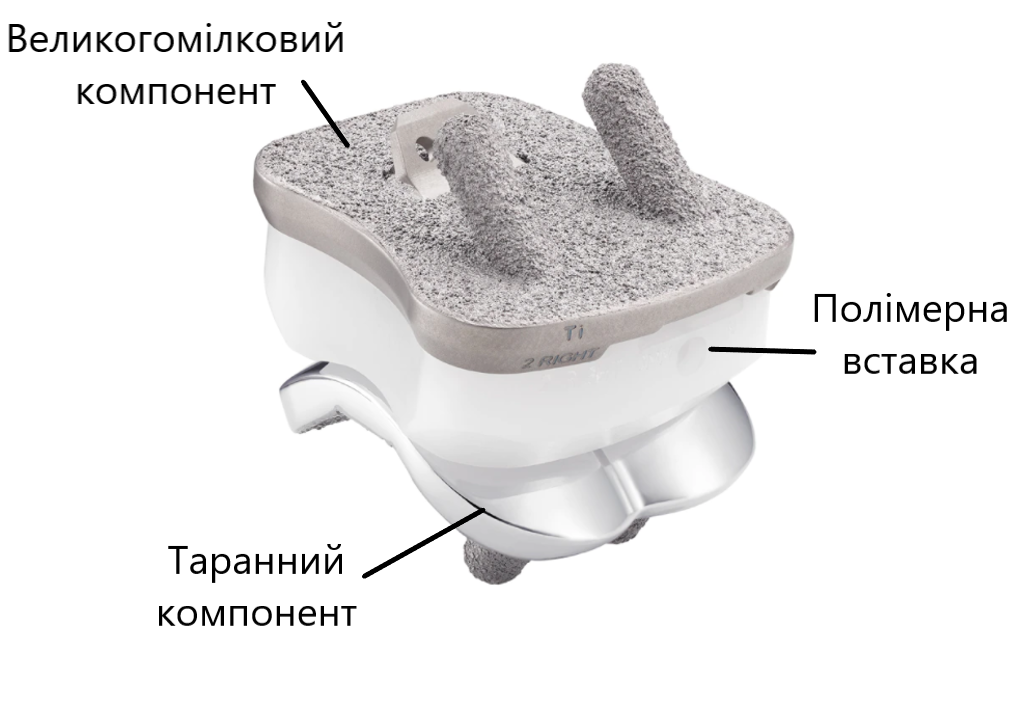 Великогомілковий
компонент
Ti
2 RIGHT
Полімерна
вставка
Таранний
компонент